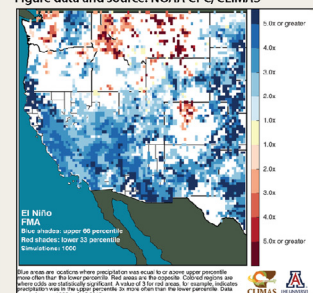 Figure data and source: NOAA CPC, CLIMAS
5.0x or greater
4.0x
3.0x
2.0x
1.0x
1.0x
2.0x
3.0x
4.0x
5.0x or greater
El Niño
FMA
Blue shades: upper 66 percentile
Red shades: lower 33 percentile
Simulations: 1000
Blue areas are locations where precipitation was equal to or above upper percentile
more often than the lower percentile. Red areas are the opposite. Colored regions are
where odds are statistically significant. A value of 3 for red areas, for example, indicates
precipitation was in the upper percentile 3x more often than the lower percentile. Data
CLIMAS